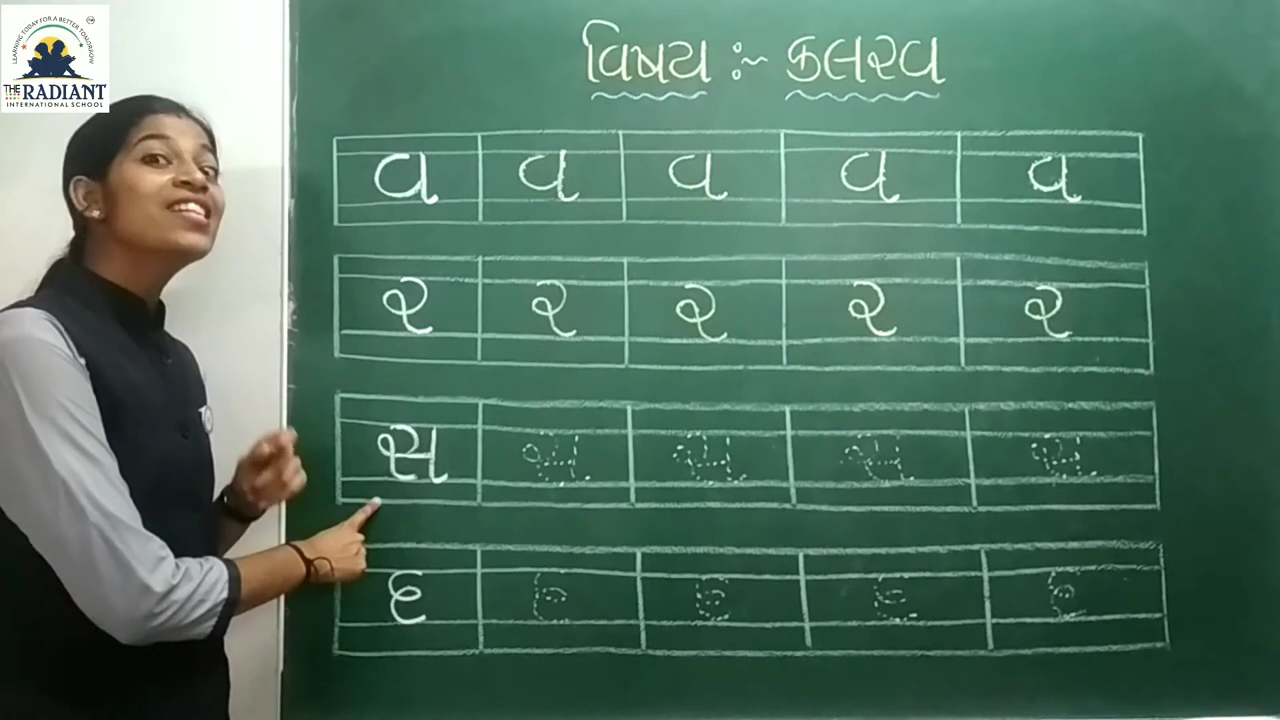 LEARNING TODAY FOR A BETTER TOMORROW
THE RADIANT
INTERNATIONAL SCHOOL
વિષય :- કલરવ
વ વ વ વ વ
ર ર ર ર ર
સ સ સ સ સ
દ દ દ દ દ